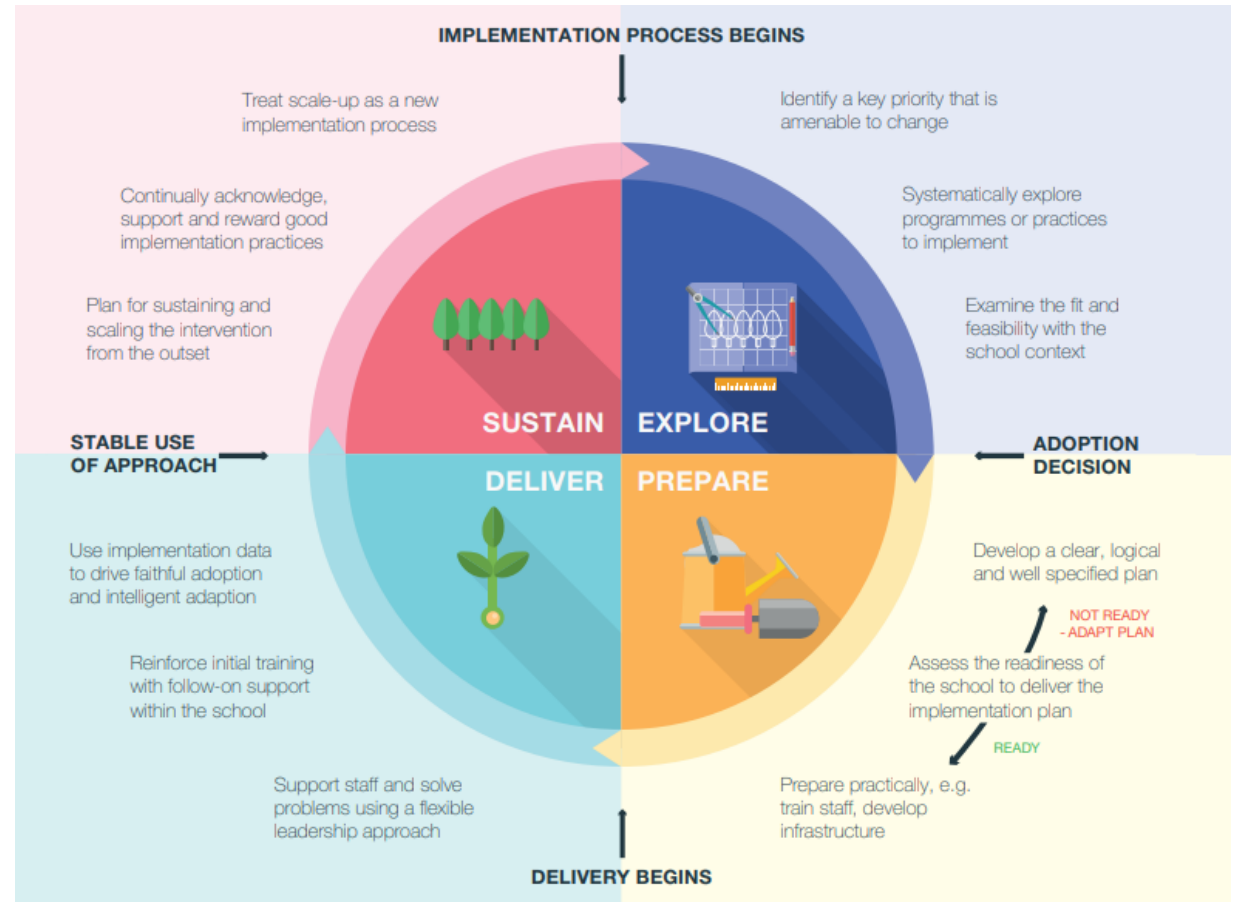 IMPLEMENTATION PROCESS BEGINS
Identify a key priority that is
amenable to change
Systematically explore
programmes or practices
to implement
Examine the fit and
feasibility with the
school context
EXPLORE
ADOPTION
DECISION
PREPARE
Develop a clear, logical
and well specified plan
NOT READY
- ADAPT PLAN
Assess the readiness of
the school to deliver the
implementation plan
READY
Prepare practically, e.g.
train staff, develop
infrastructure
DELIVERY BEGINS
DELIVER
Support staff and solve
problems using a flexible
leadership approach
Reinforce initial training
with follow-on support
within the school
Use implementation data
to drive faithful adoption
and intelligent adaption
STABLE USE
OF APPROACH
SUSTAIN
Plan for sustaining and
scaling the intervention
from the outset
Continually acknowledge,
support and reward good
implementation practices
Treat scale-up as a new
implementation process